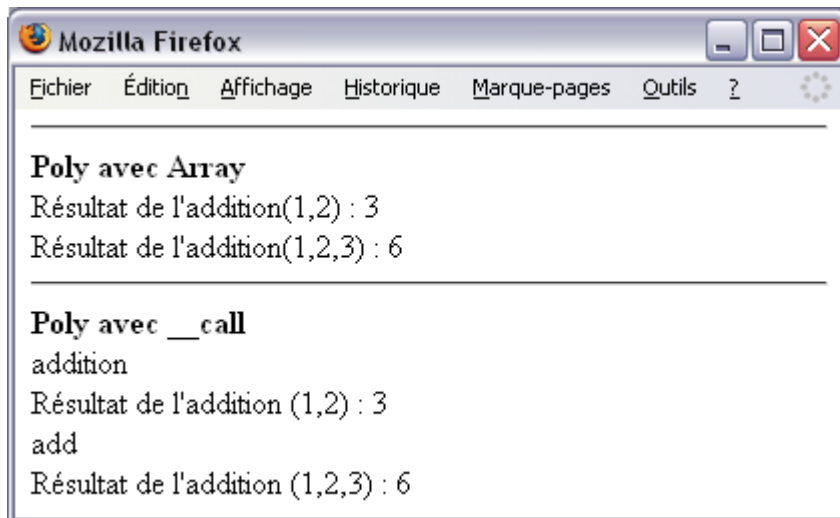 Mozilla Firefox
Fichier Édition Affichage Historique Marque-pages Outils ?
Poly avec Array
Résultat de l'addition(1,2) : 3
Résultat de l'addition(1,2,3) : 6
Poly avec __call
addition
Résultat de l'addition (1,2) : 3
add
Résultat de l'addition (1,2,3) : 6